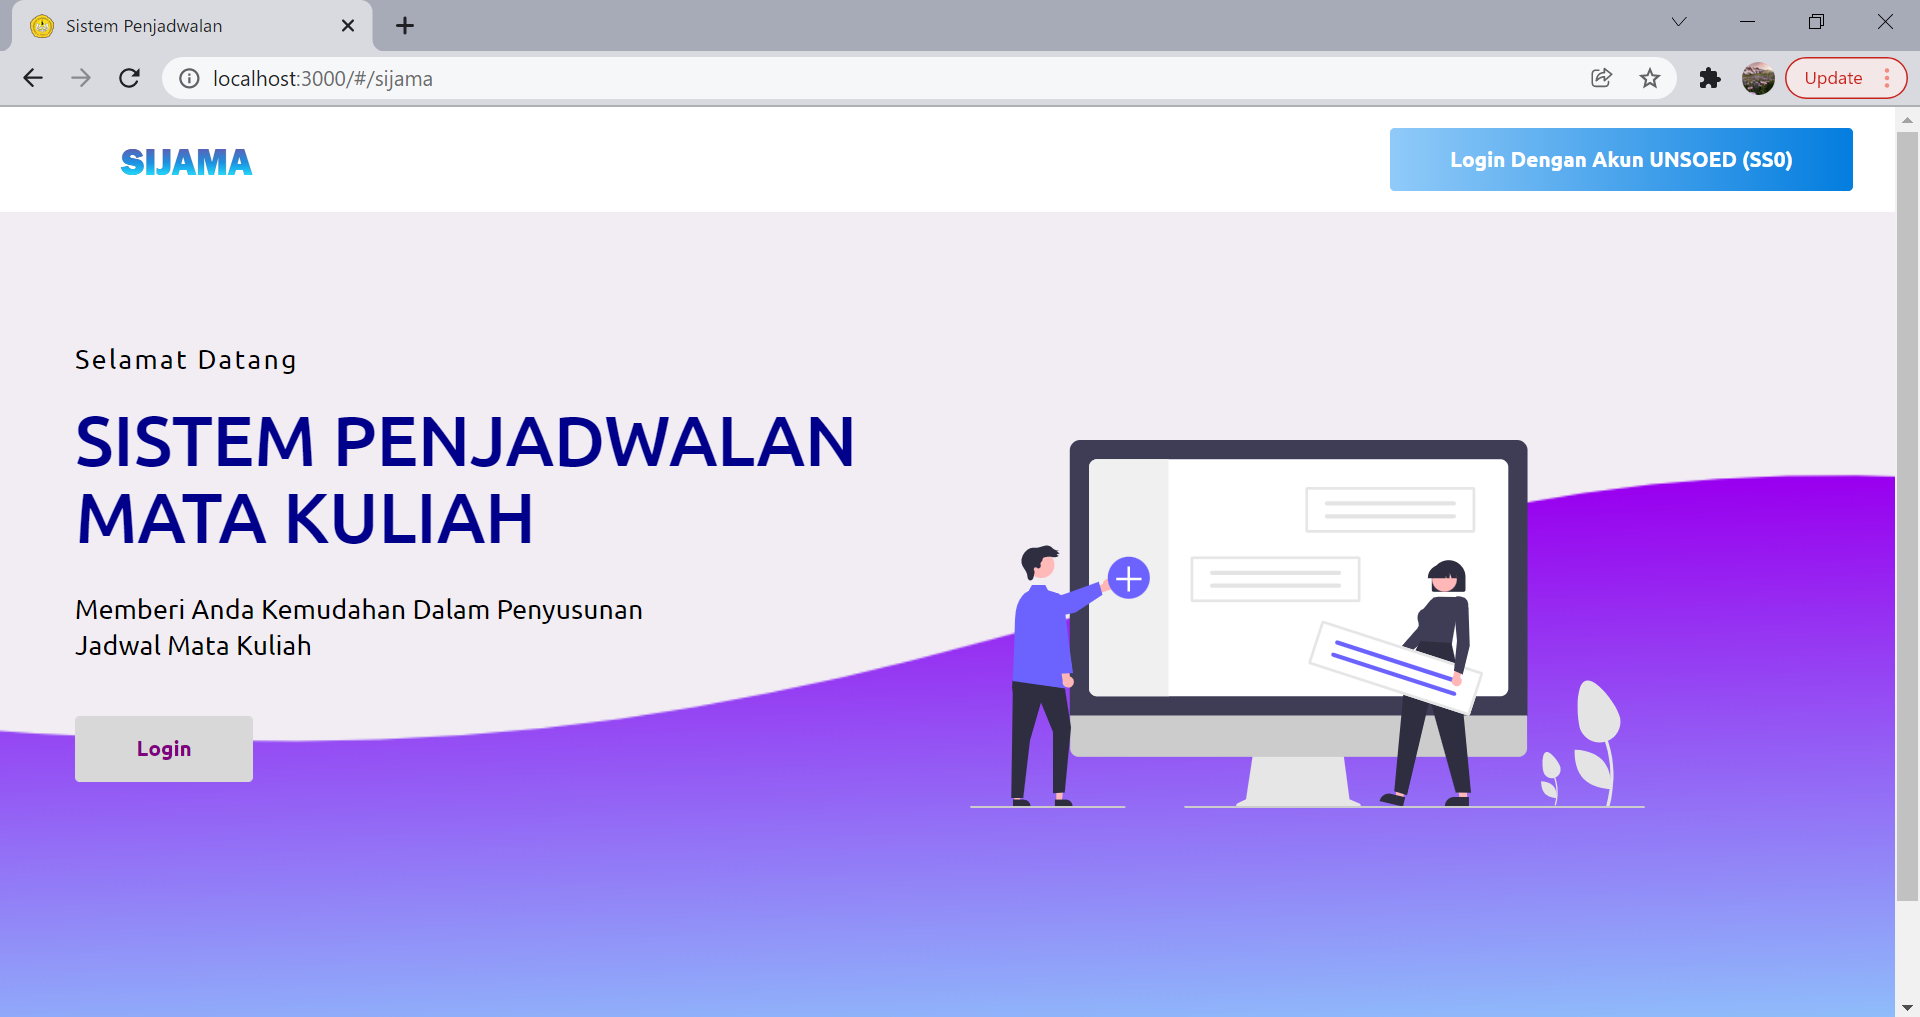 Sistem Penjadwalan
localhost:3000/#/sijama
Update
SIJAMA
Login Dengan Akun UNSOED (SS0)
Selamat Datang
SISTEM PENJADWALAN
MATA KULIAH
Memberi Anda Kemudahan Dalam Penyusunan
Jadwal Mata Kuliah
Login